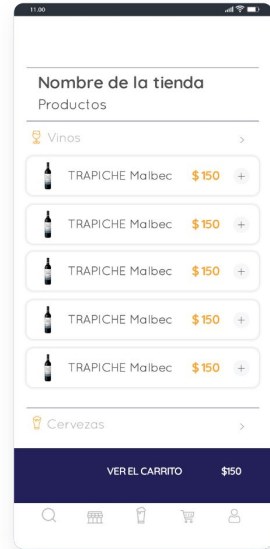 11.00
Nombre de la tienda
Productos
Vinos >
TRAPICHE Malbec $150 +
TRAPICHE Malbec $150 +
TRAPICHE Malbec $150 +
TRAPICHE Malbec $150 +
TRAPICHE Malbec $150 +
Cervezas >
VER EL CARRITO $150